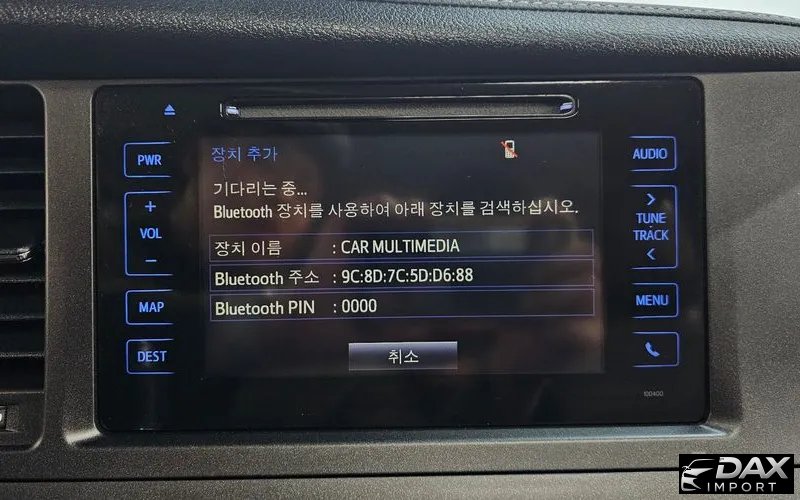 PWR
+
VOL
−
MAP
DEST
장치 추가
기다리는 중...
Bluetooth 장치를 사용하여 아래 장치를 검색하십시오.
장치 이름 : CAR MULTIMEDIA
Bluetooth 주소 : 9C:8D:7C:5D:D6:88
Bluetooth PIN : 0000
취소
AUDIO
>
TUNE
TRACK
<
MENU
100400
DAX
IMPORT